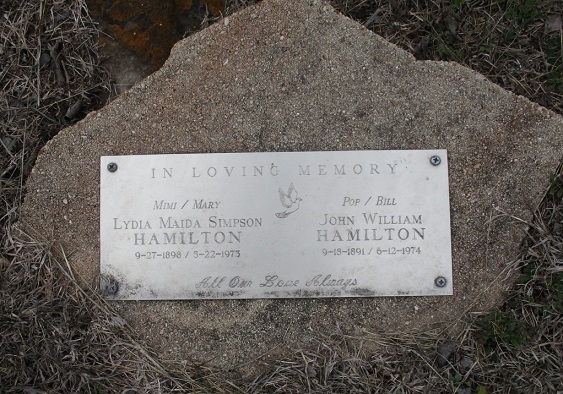 IN LOVING MEMORY
MIMI / MARY
LYDIA MAIDA SIMPSON
HAMILTON
9-27-1898 / 5-22-1973
POP / BILL
JOHN WILLIAM
HAMILTON
9-18-1891 / 6-12-1974
All Our Love Always